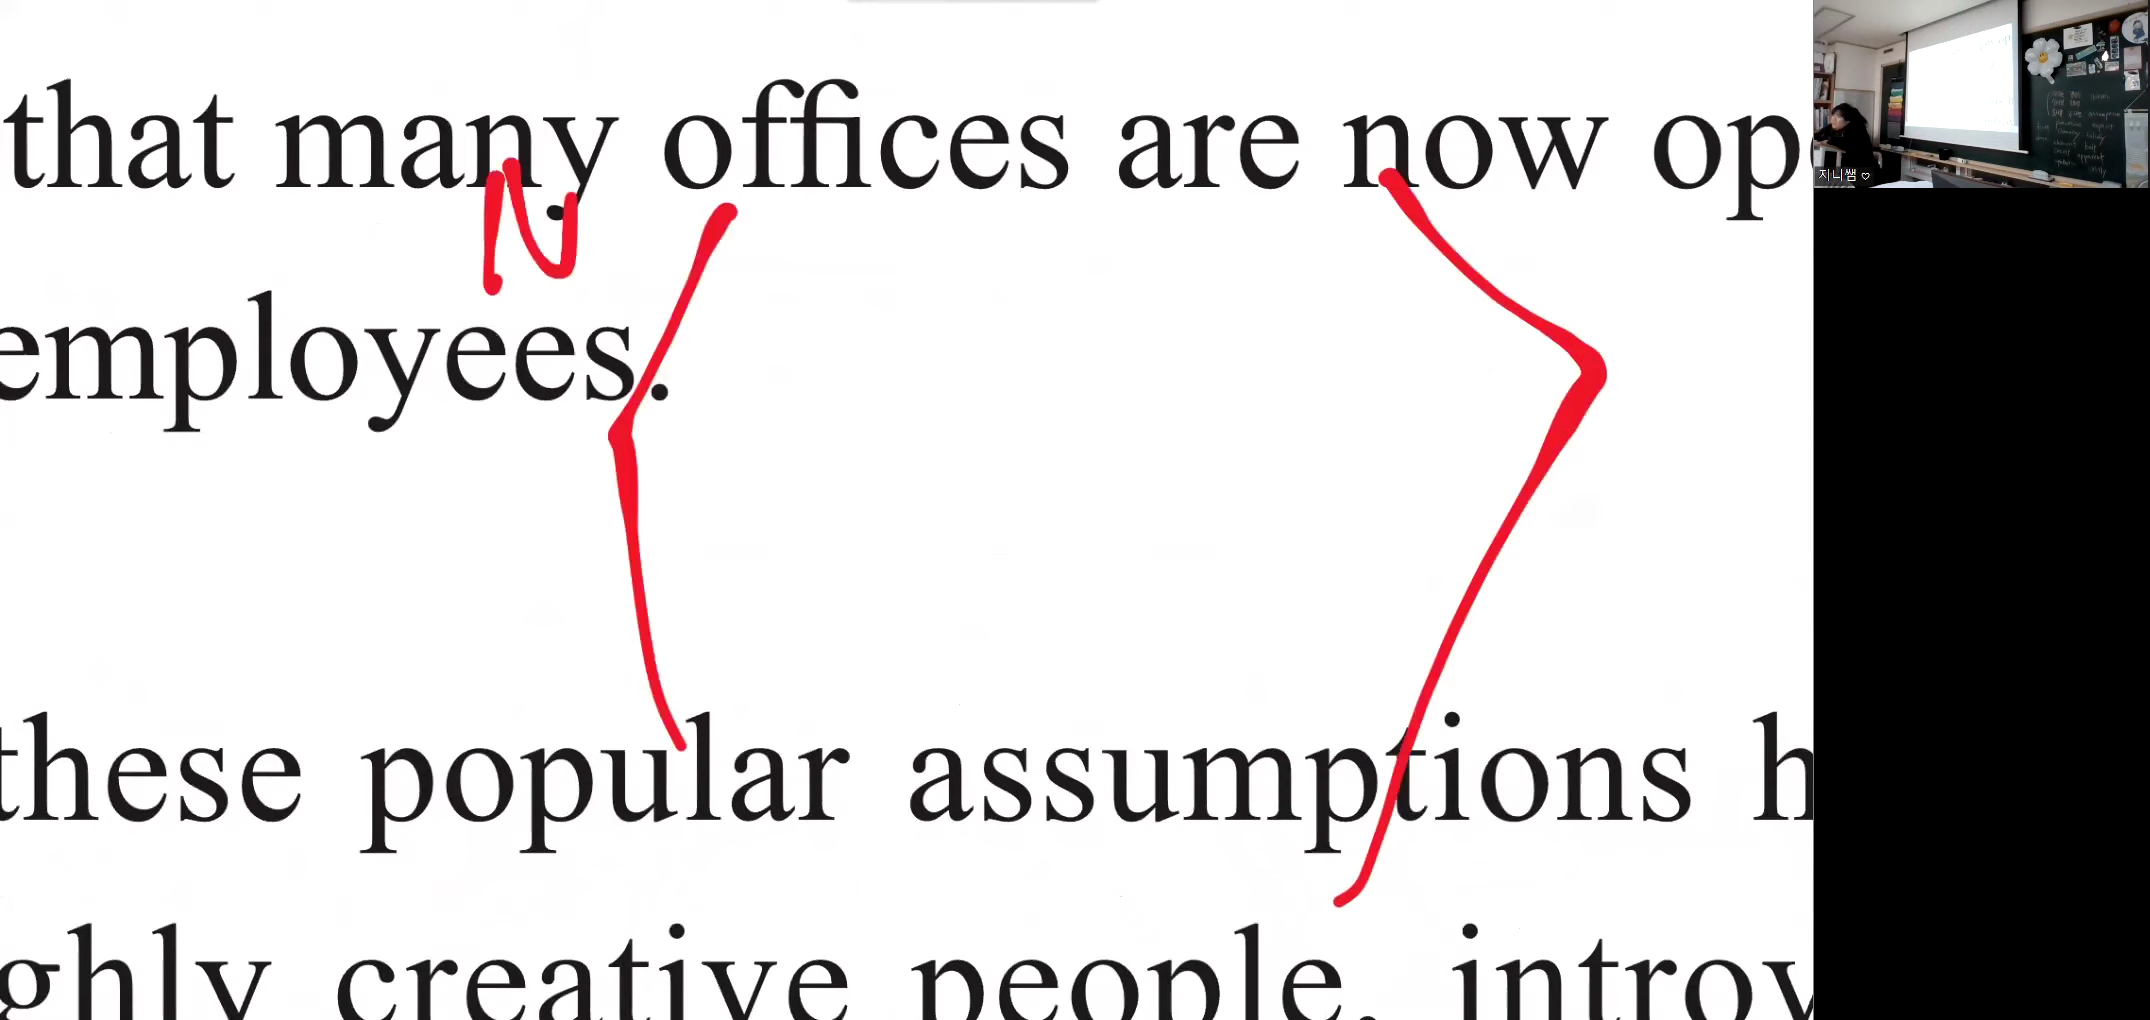 that many offices are now op
N
employees.
these popular assumptions h
ghly creative people, introv
지니쌤 ♡